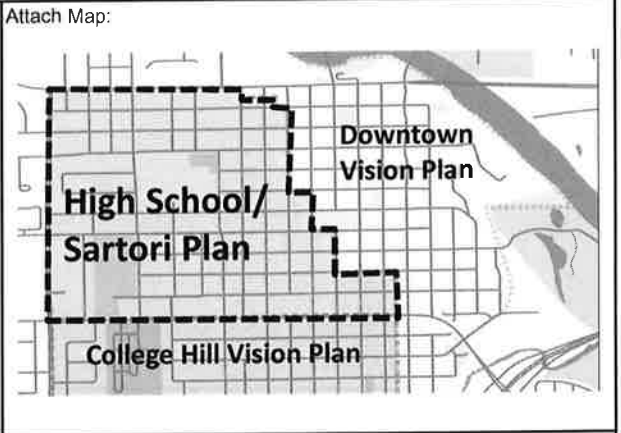 Attach Map:
Downtown
Vision Plan
High School/
Sartori Plan
College Hill Vision Plan